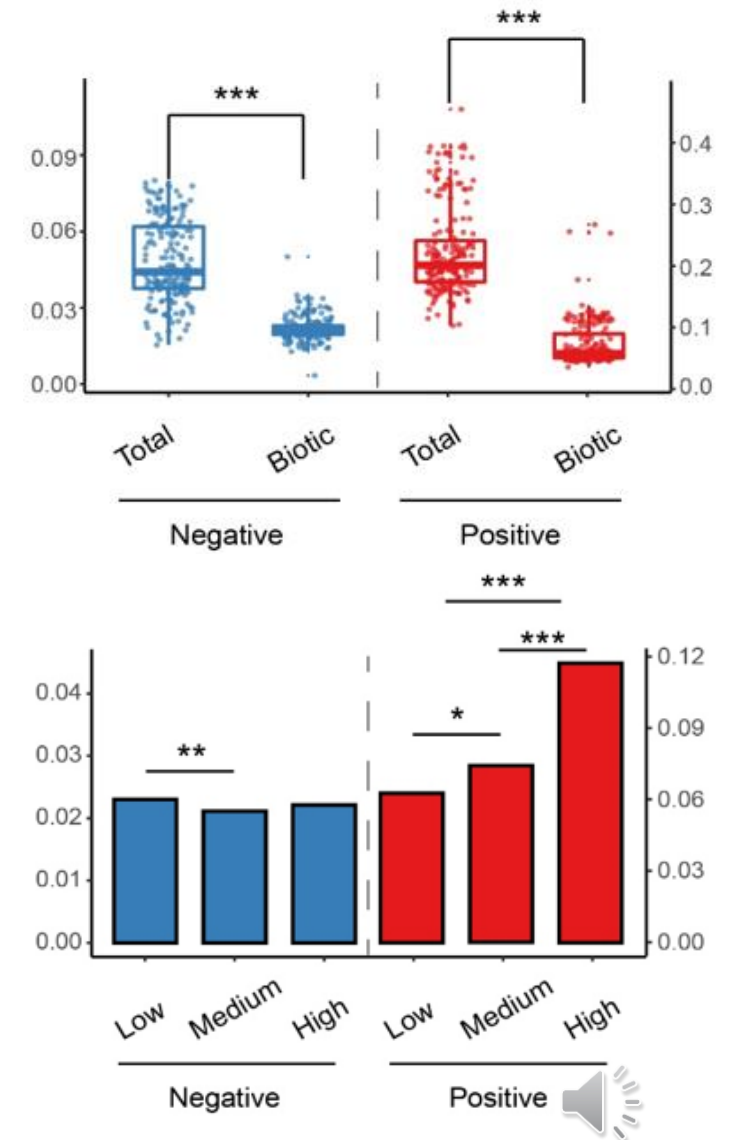 ***
***
0.09
0.06
0.03
0.00
0.4
0.3
0.2
0.1
0.0
Total
Biotic
Total
Biotic
Negative
Positive
***
***
*
**
0.04
0.03
0.02
0.01
0.00
0.12
0.09
0.06
0.03
0.00
Low
Medium
High
Low
Medium
High
Negative
Positive